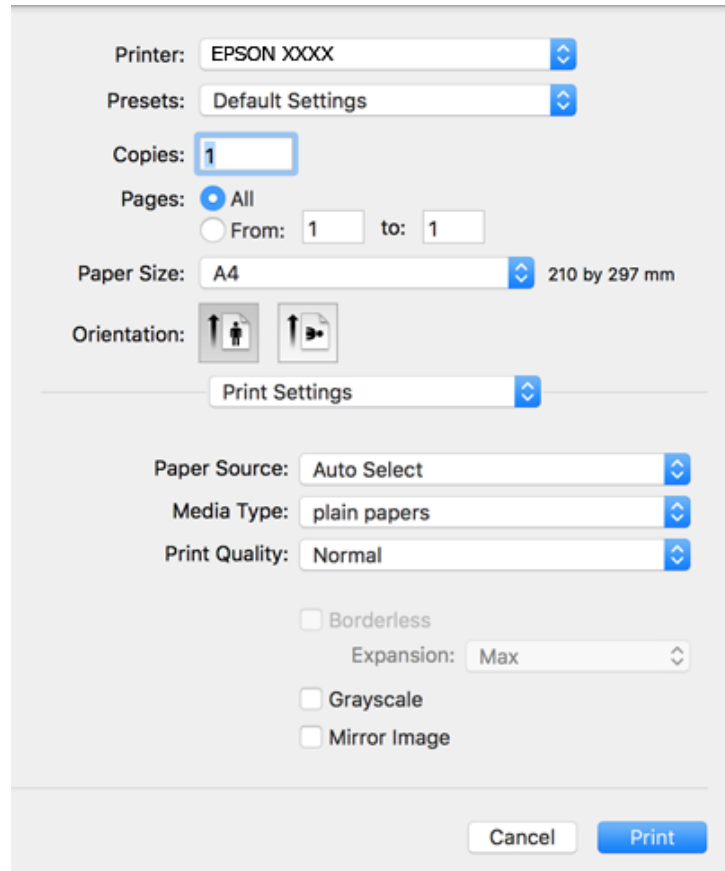 Printer: EPSON XXXX
Presets: Default Settings
Copies: 1
Pages: All
From: 1 to: 1
Paper Size: A4 210 by 297 mm
Orientation:
Print Settings
Paper Source: Auto Select
Media Type: plain papers
Print Quality: Normal
Borderless
Expansion: Max
Grayscale
Mirror Image
Cancel Print